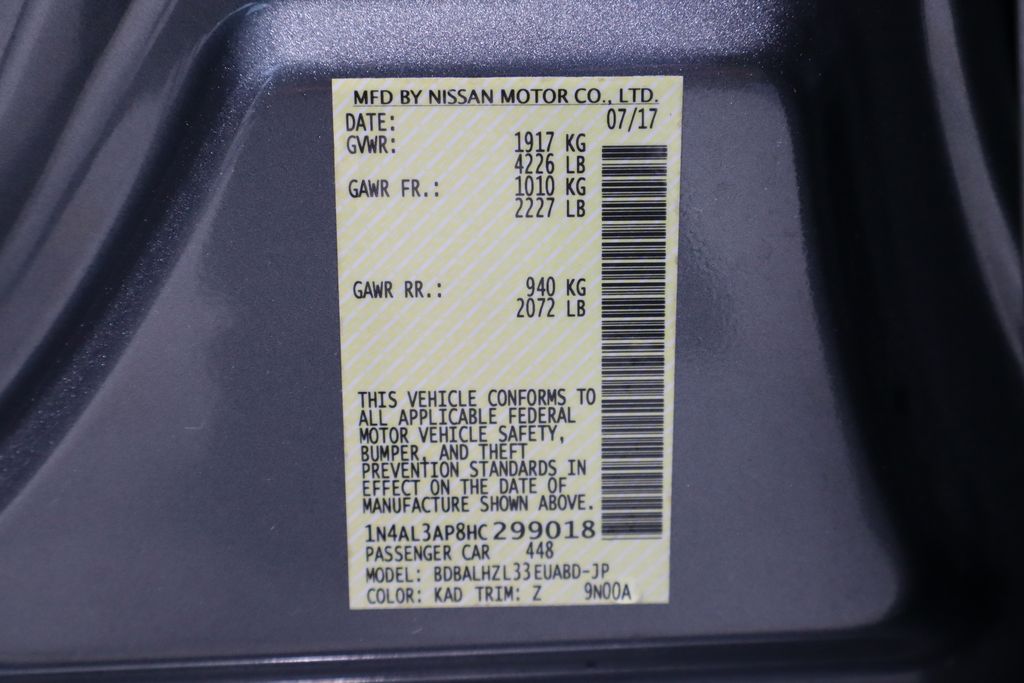 MFD BY NISSAN MOTOR CO., LTD.
DATE: 07/17
GVWR: 1917 KG
4226 LB
GAWR FR.: 1010 KG
2227 LB
GAWR RR.: 940 KG
2072 LB
THIS VEHICLE CONFORMS TO
ALL APPLICABLE FEDERAL
MOTOR VEHICLE SAFETY,
BUMPER, AND THEFT
PREVENTION STANDARDS IN
EFFECT ON THE DATE OF
MANUFACTURE SHOWN ABOVE.
1N4AL3AP8HC299018
PASSENGER CAR 448
MODEL: BDBALHZL33EUABD-JP
COLOR: KAD TRIM: Z 9N00A